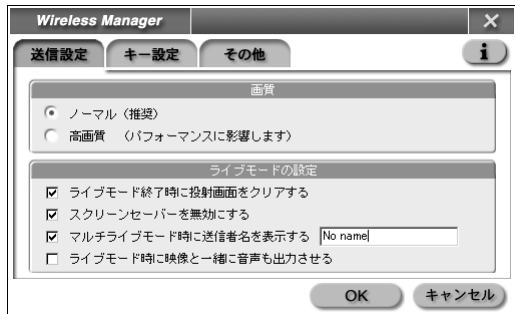 Wireless Manager
送信設定 キー設定 その他 i
画質
ノーマル（推奨）
高画質 （パフォーマンスに影響します）
ライブモードの設定
ライブモード終了時に投射画面をクリアする
スクリーンセーバーを無効にする
マルチライブモード時に送信者名を表示する No name
ライブモード時に映像と一緒に音声も出力させる
OK キャンセル